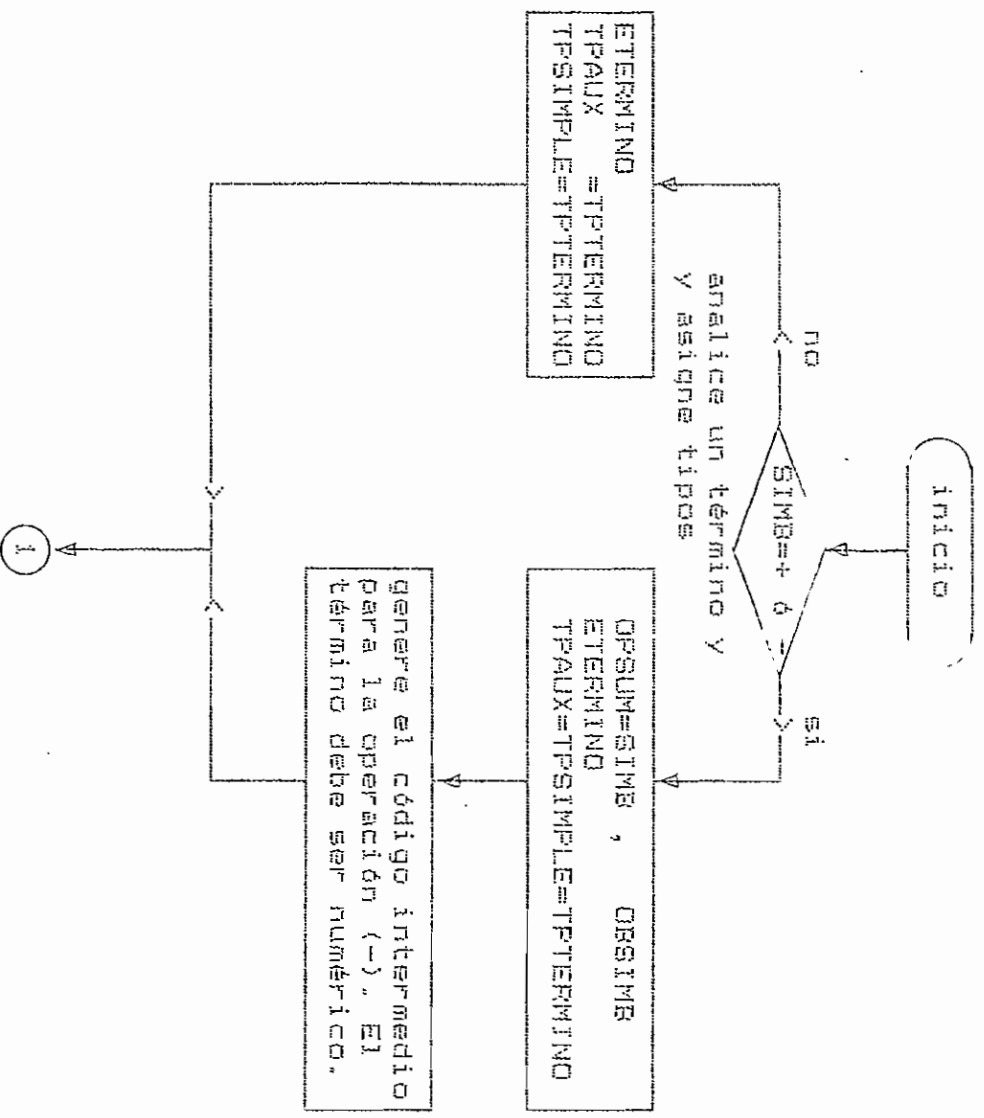 inicio
SIMB=+ ó -
no
si
analice un término y
y asigne tipos
ETERMINO
TPAUX   =TPTERMINO
TPSIMPLE=TPTERMINO
OPSUM=SIMB ,   OBSIMB
ETERMINO
TPAUX=TPSIMPLE=TPTERMINO
genere el código intermedio
para la operación (-). El
término debe ser numérico.
1